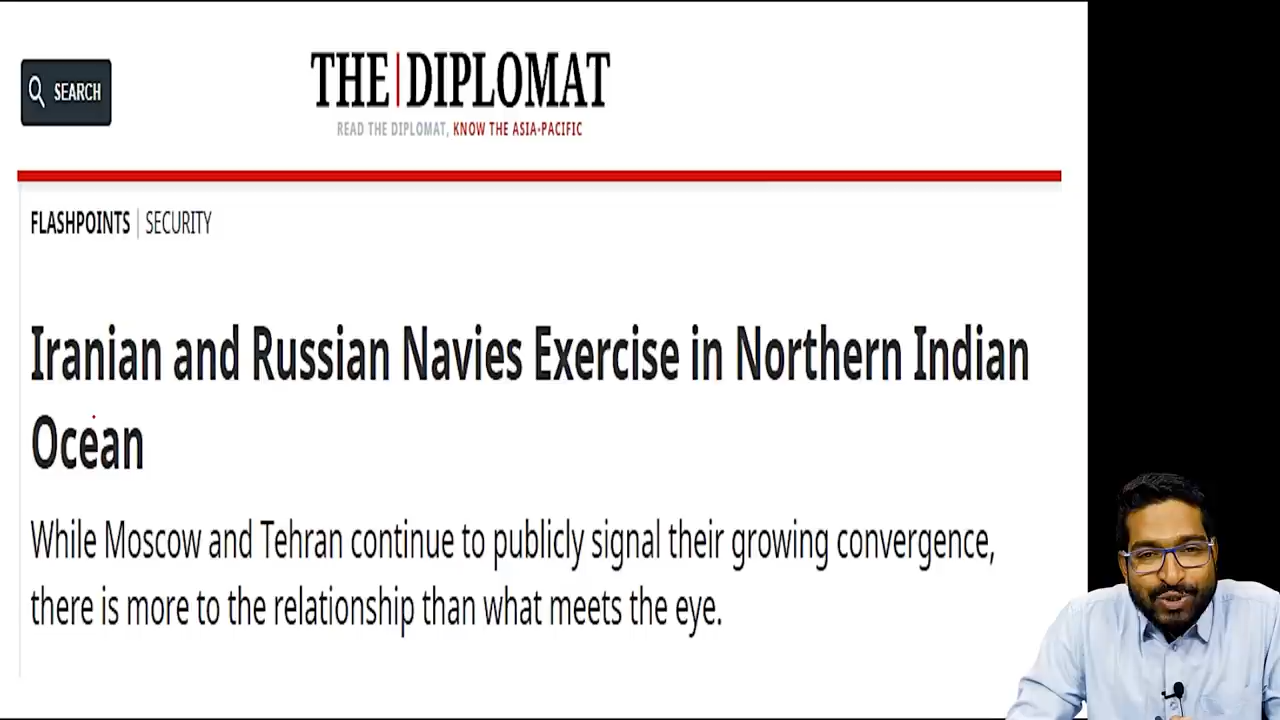 SEARCH
THE|DIPLOMAT
READ THE DIPLOMAT, KNOW THE ASIA-PACIFIC
FLASHPOINTS | SECURITY
Iranian and Russian Navies Exercise in Northern Indian
Ocean
While Moscow and Tehran continue to publicly signal their growing convergence,
there is more to the relationship than what meets the eye.